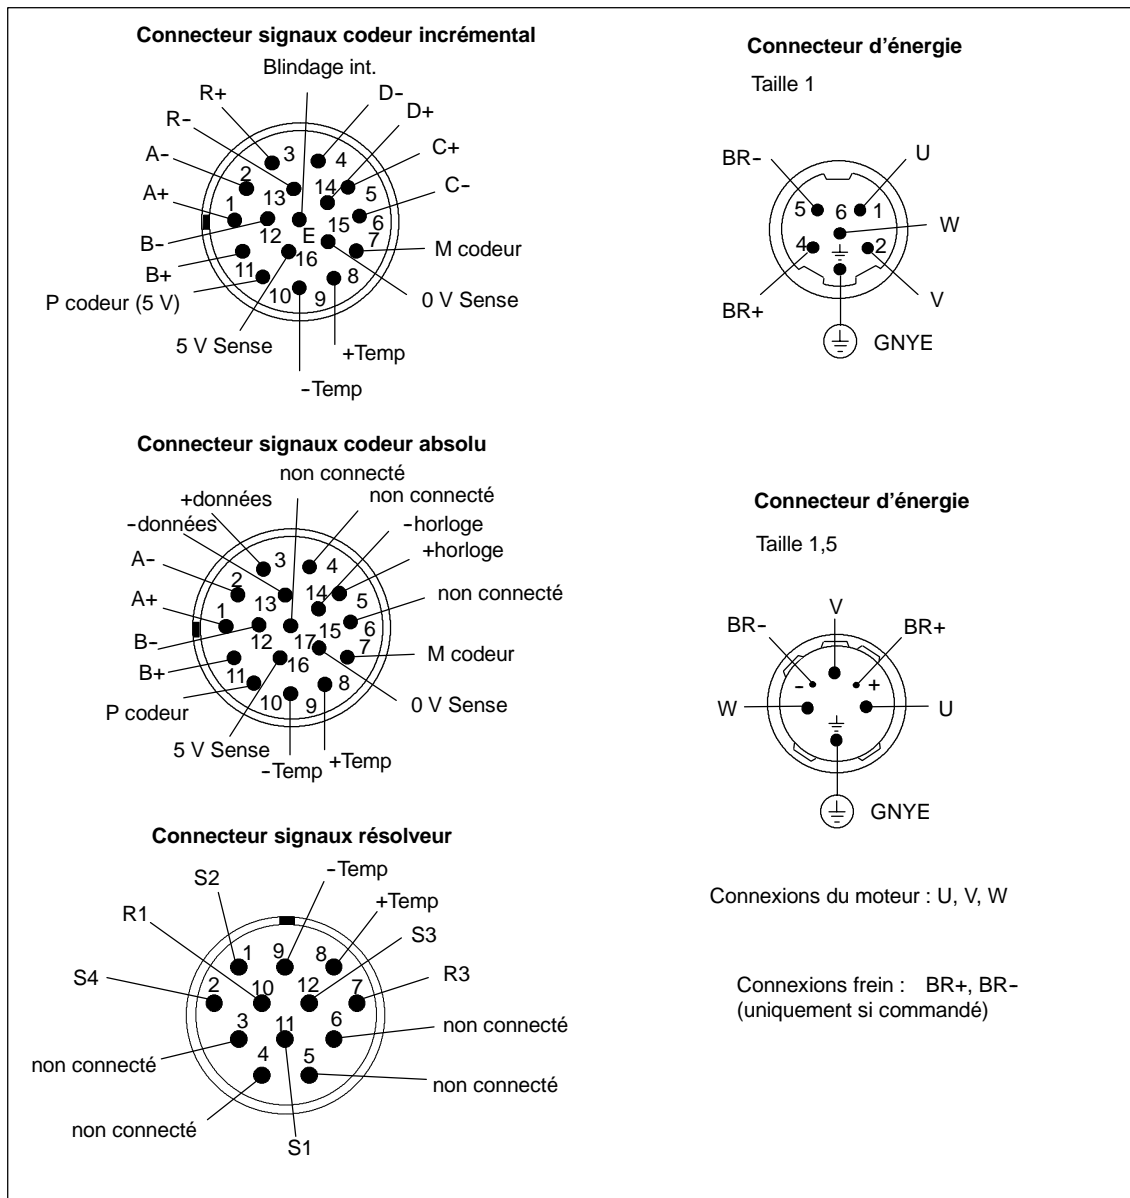 Connecteur signaux codeur incrémental
Blindage int.
R+
D-
R-
D+
A-
C+
A+
C-
B-
M codeur
B+
P codeur (5 V)
0 V Sense
5 V Sense
+Temp
-Temp
3
4
2
13
14
5
1
6
12
E
15
7
11
16
8
10
9
Connecteur d'énergie
Taille 1
BR-
U
5
6
1
W
4
2
BR+
V
GNYE
Connecteur signaux codeur absolu
non connecté
+données
non connecté
-données
-horloge
A-
+horloge
A+
non connecté
B-
M codeur
B+
P codeur
0 V Sense
5 V Sense
-Temp
+Temp
3
4
2
13
14
5
1
6
12
17
15
7
11
16
8
10
9
Connecteur d'énergie
Taille 1,5
V
BR-
BR+
-
+
W
U
GNYE
Connecteur signaux résolveur
S2
-Temp
R1
+Temp
S3
S4
R3
1
9
8
2
10
12
7
3
11
6
4
5
non connecté
non connecté
non connecté
non connecté
S1
Connexions du moteur : U, V, W
Connexions frein : BR+, BR-
(uniquement si commandé)